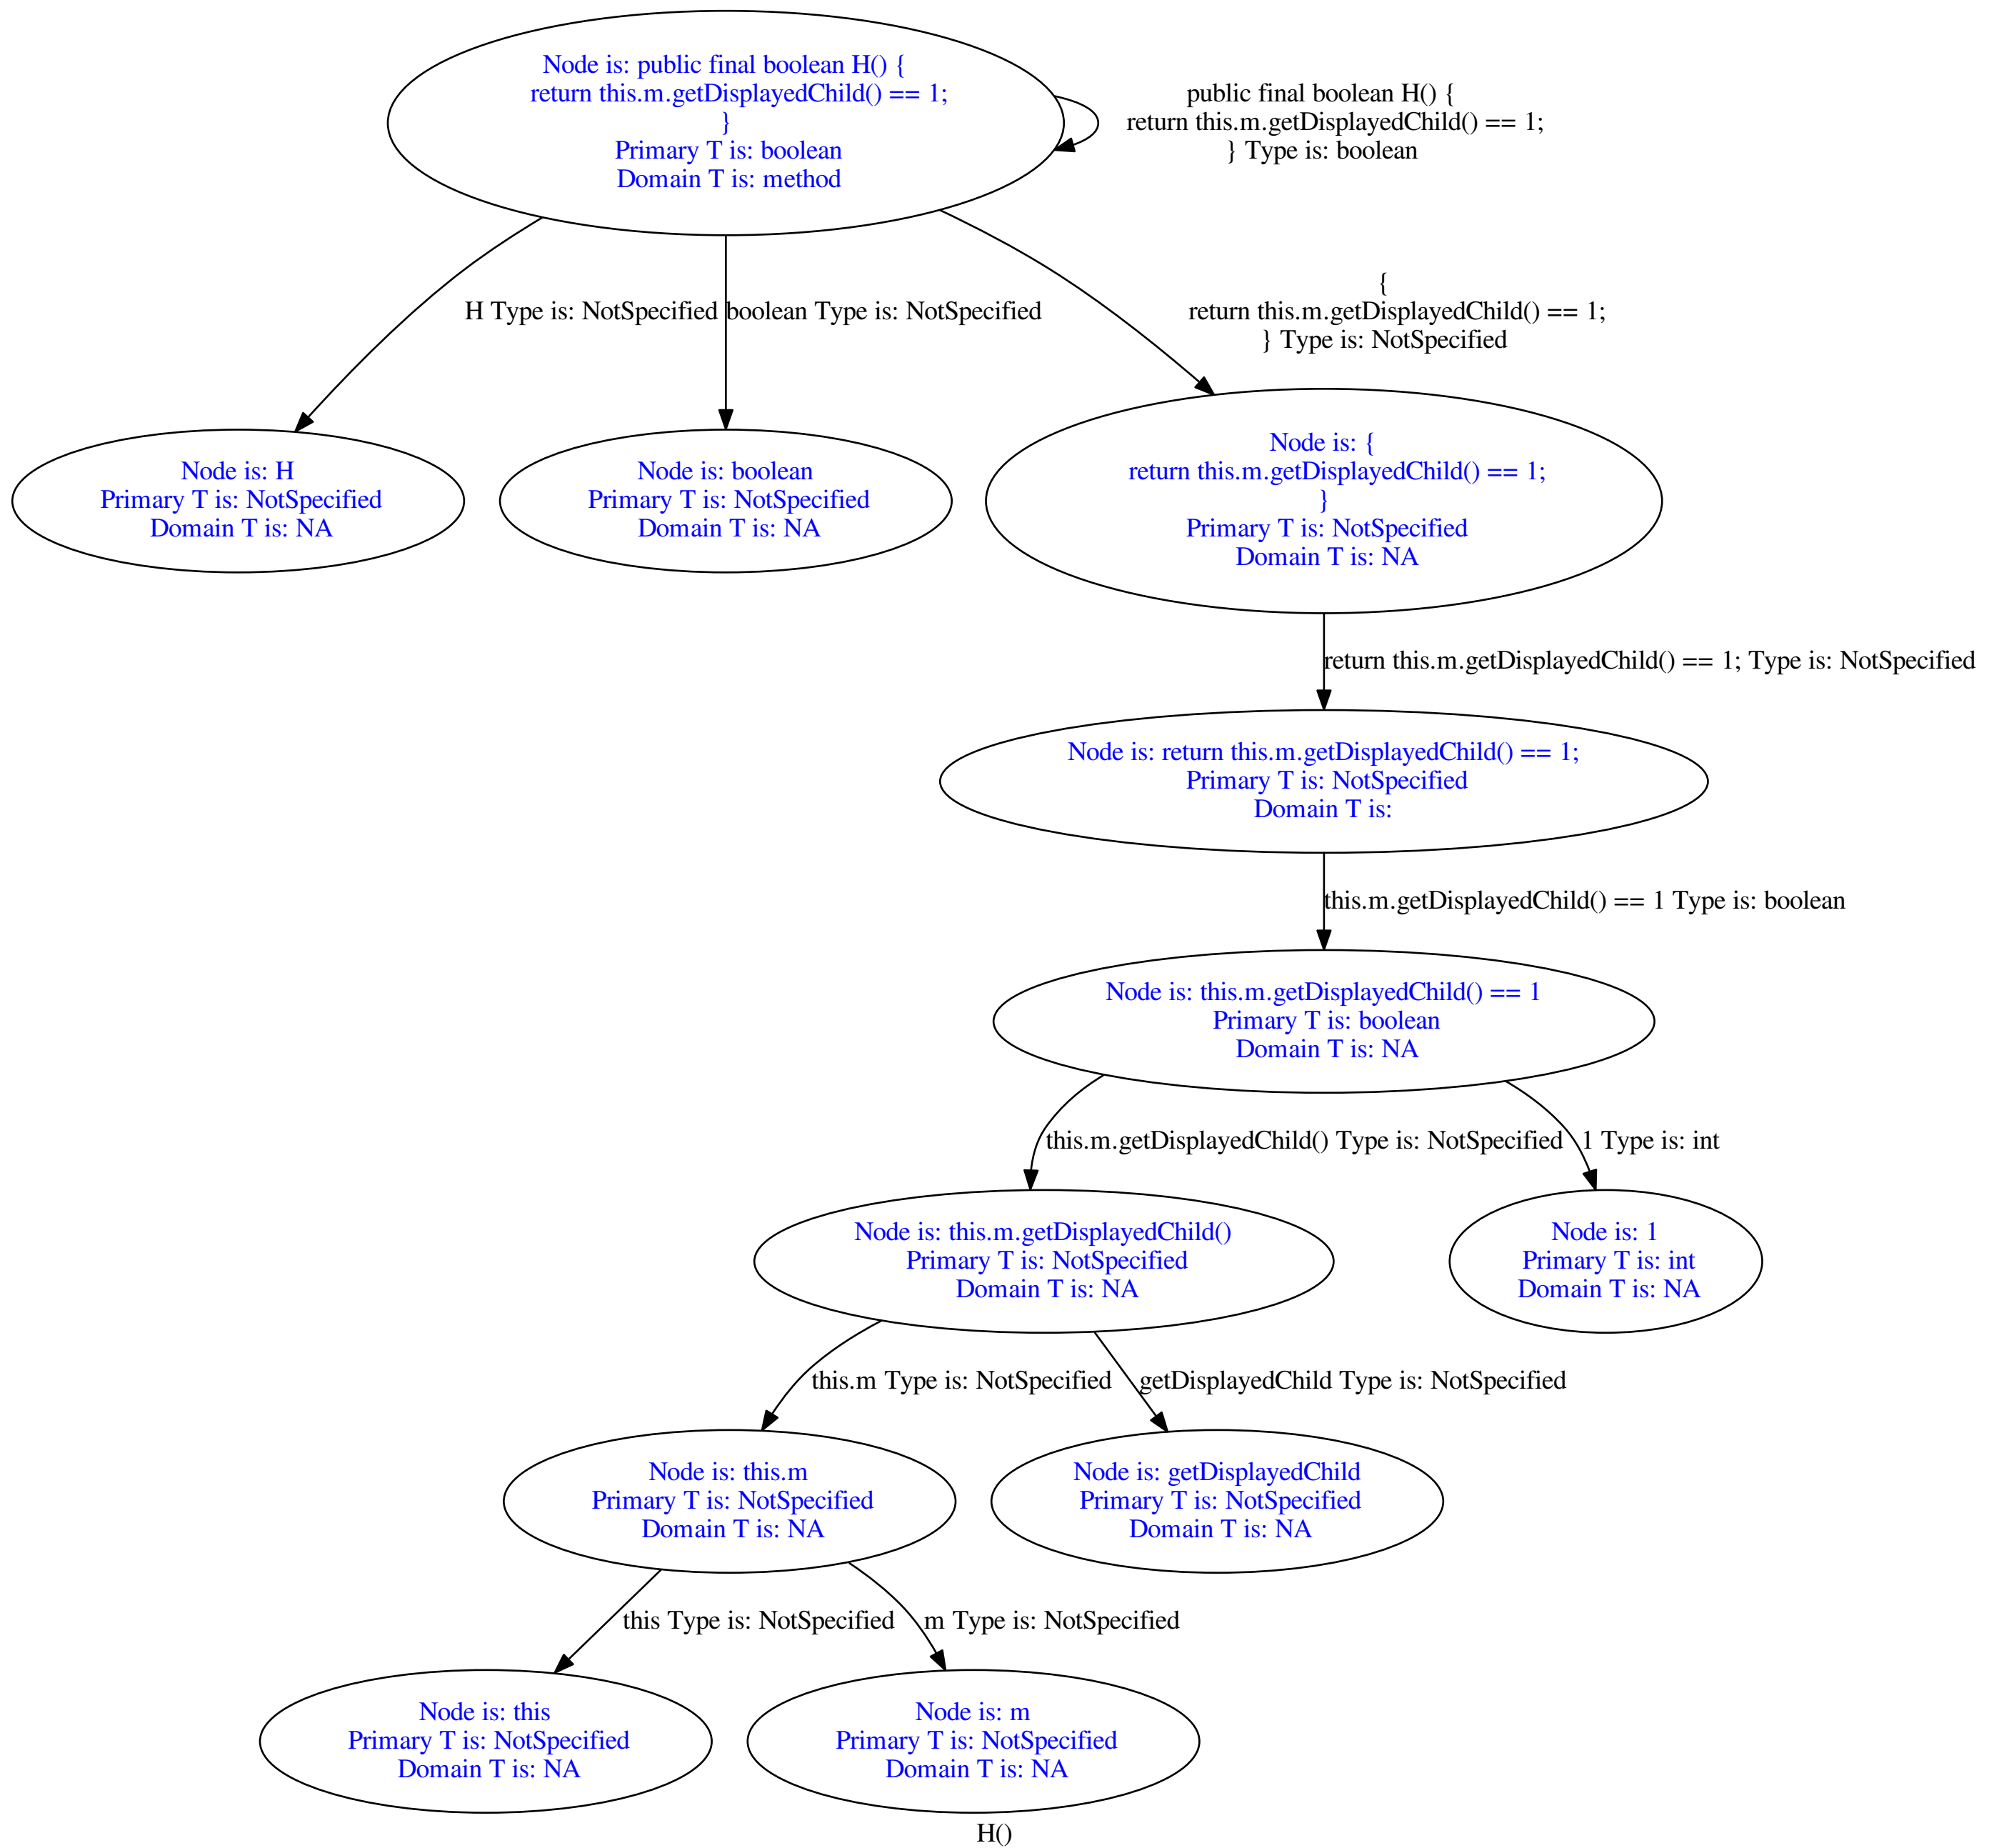 Node is: public final boolean H() {
return this.m.getDisplayedChild() == 1;
}
Primary T is: boolean
Domain T is: method
public final boolean H() {
return this.m.getDisplayedChild() == 1;
} Type is: boolean
H Type is: NotSpecified
boolean Type is: NotSpecified
{
return this.m.getDisplayedChild() == 1;
} Type is: NotSpecified
Node is: H
Primary T is: NotSpecified
Domain T is: NA
Node is: boolean
Primary T is: NotSpecified
Domain T is: NA
Node is: {
return this.m.getDisplayedChild() == 1;
}
Primary T is: NotSpecified
Domain T is: NA
return this.m.getDisplayedChild() == 1; Type is: NotSpecified
Node is: return this.m.getDisplayedChild() == 1;
Primary T is: NotSpecified
Domain T is:
this.m.getDisplayedChild() == 1 Type is: boolean
Node is: this.m.getDisplayedChild() == 1
Primary T is: boolean
Domain T is: NA
this.m.getDisplayedChild() Type is: NotSpecified
1 Type is: int
Node is: this.m.getDisplayedChild()
Primary T is: NotSpecified
Domain T is: NA
Node is: 1
Primary T is: int
Domain T is: NA
this.m Type is: NotSpecified
getDisplayedChild Type is: NotSpecified
Node is: this.m
Primary T is: NotSpecified
Domain T is: NA
Node is: getDisplayedChild
Primary T is: NotSpecified
Domain T is: NA
this Type is: NotSpecified
m Type is: NotSpecified
Node is: this
Primary T is: NotSpecified
Domain T is: NA
Node is: m
Primary T is: NotSpecified
Domain T is: NA
H()